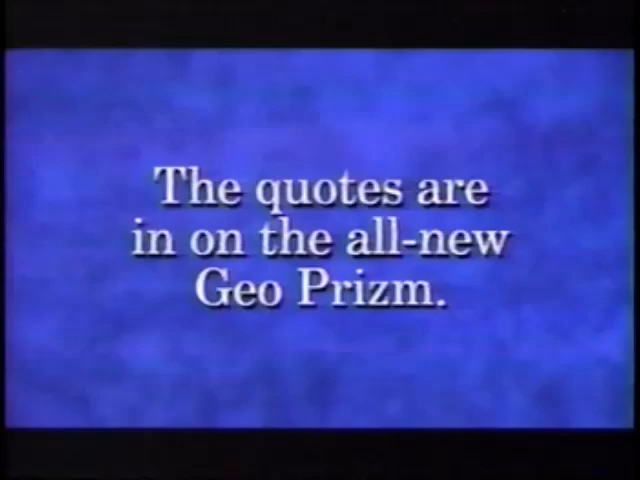 The quotes are
in on the all-new
Geo Prizm.